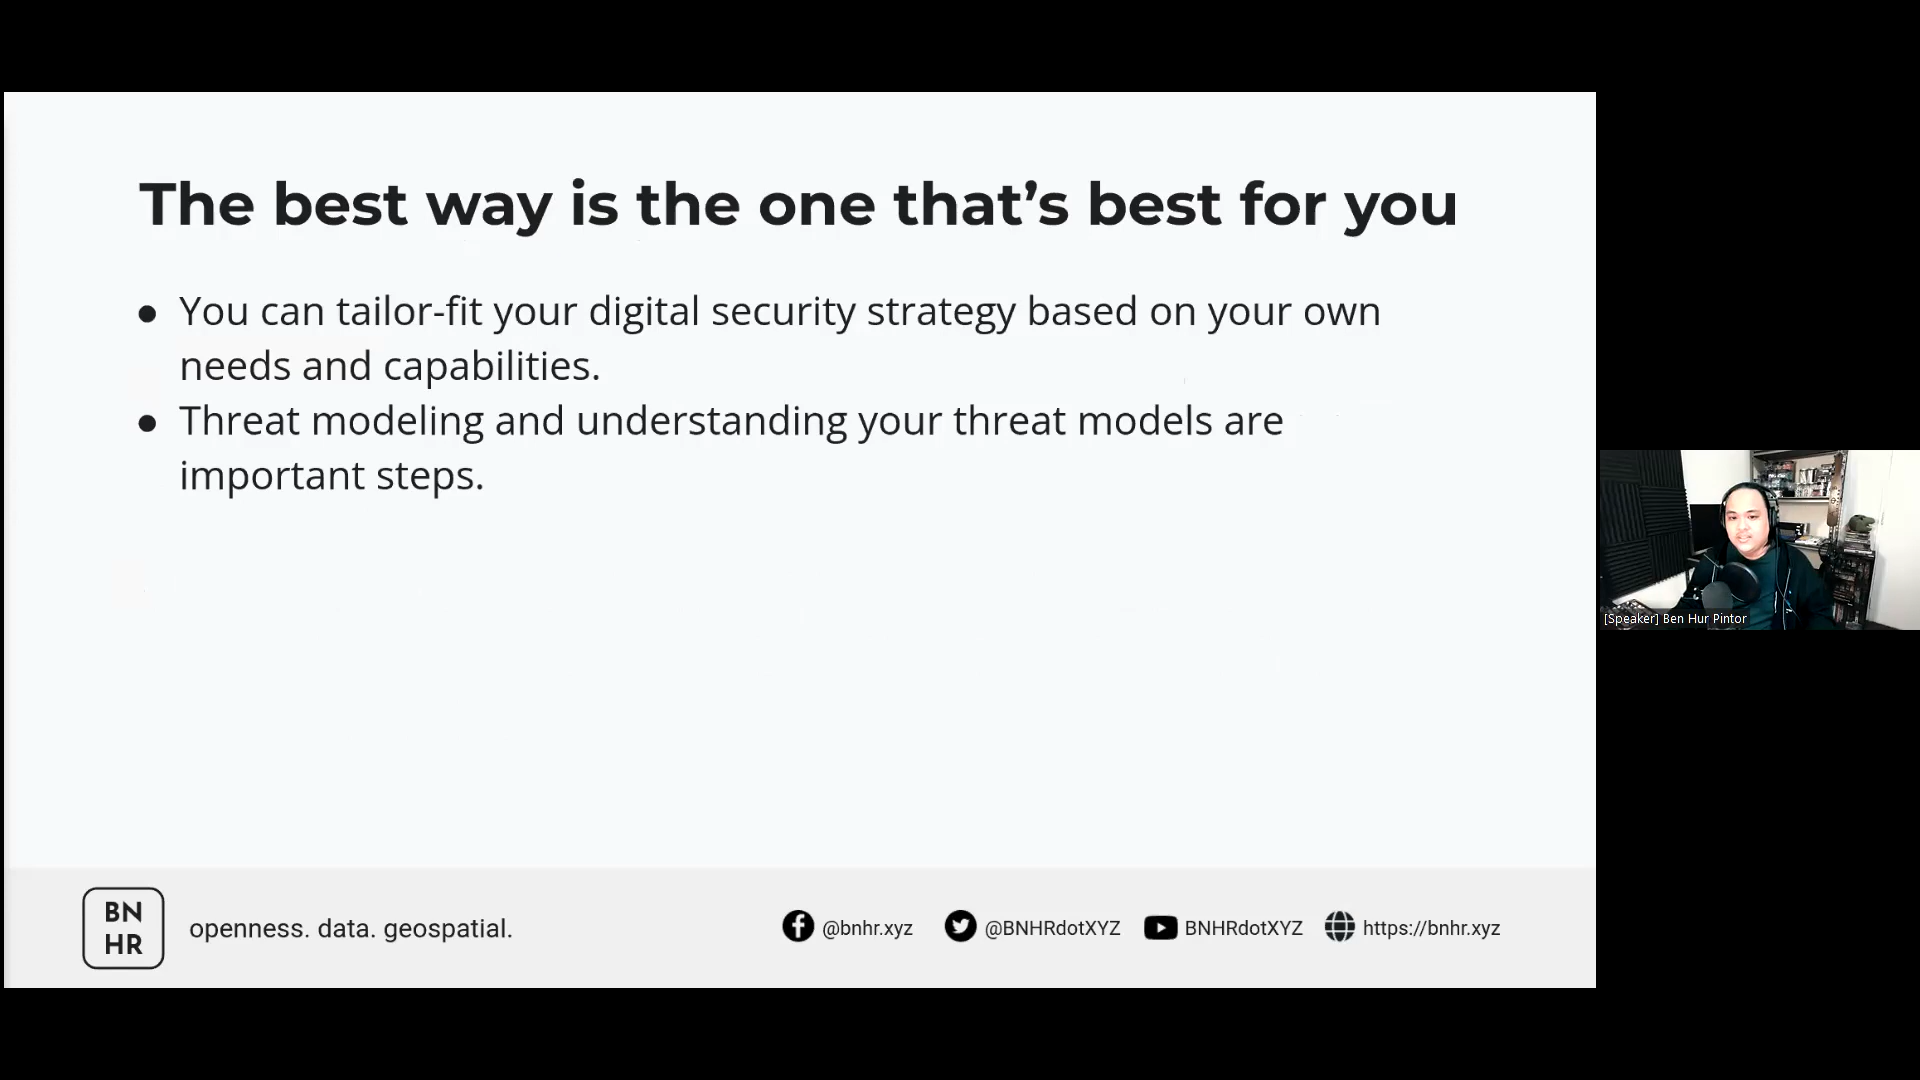 The best way is the one that’s best for you
● You can tailor-fit your digital security strategy based on your own
needs and capabilities.
● Threat modeling and understanding your threat models are
important steps.
[Speaker] Ben Hur Pintor
BN
HR
openness. data. geospatial.
@bnhr.xyz
@BNHRdotXYZ
BNHRdotXYZ
https://bnhr.xyz